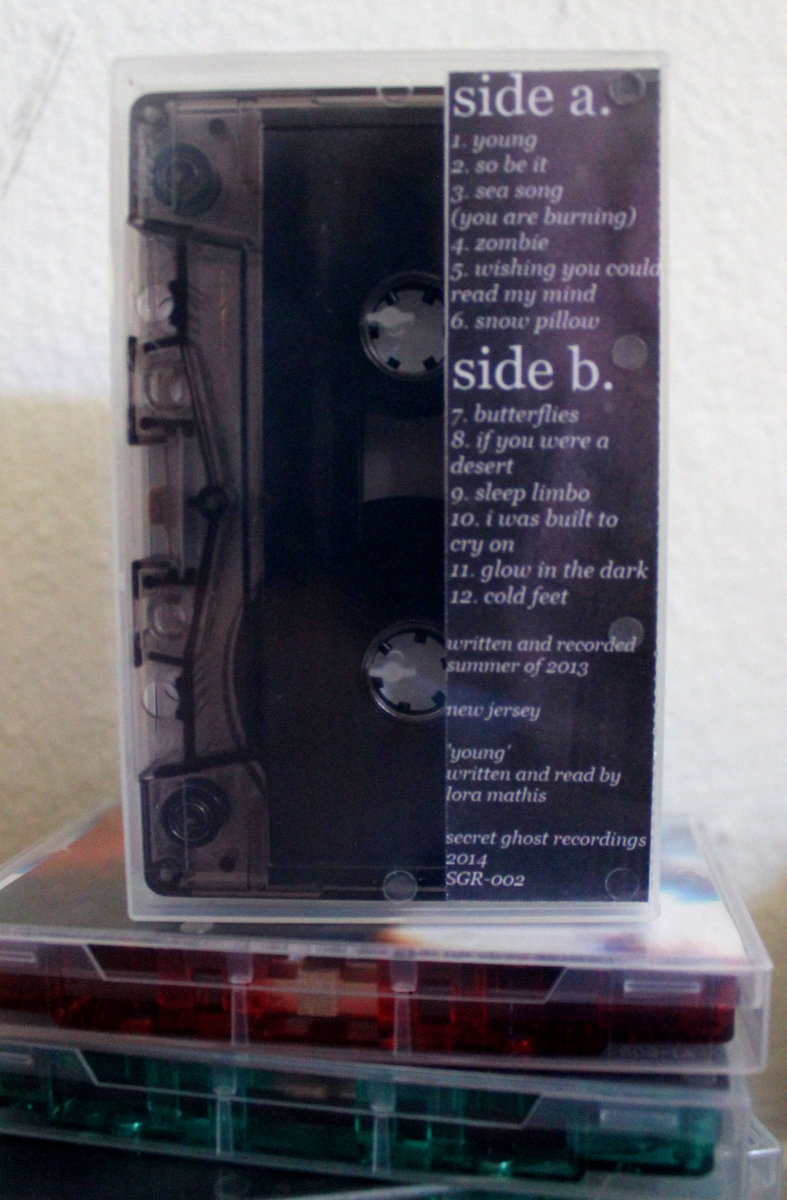 side a.
1. young
2. so be it
3. sea song
(you are burning)
4. zombie
5. wishing you could
read my mind
6. snow pillow
side b.
7. butterflies
8. if you were a
desert
9. sleep limbo
10. i was built to
cry on
11. glow in the dark
12. cold feet
written and recorded
summer of 2013
new jersey
'young'
written and read by
lora mathis
secret ghost recordings
2014
SGR-002